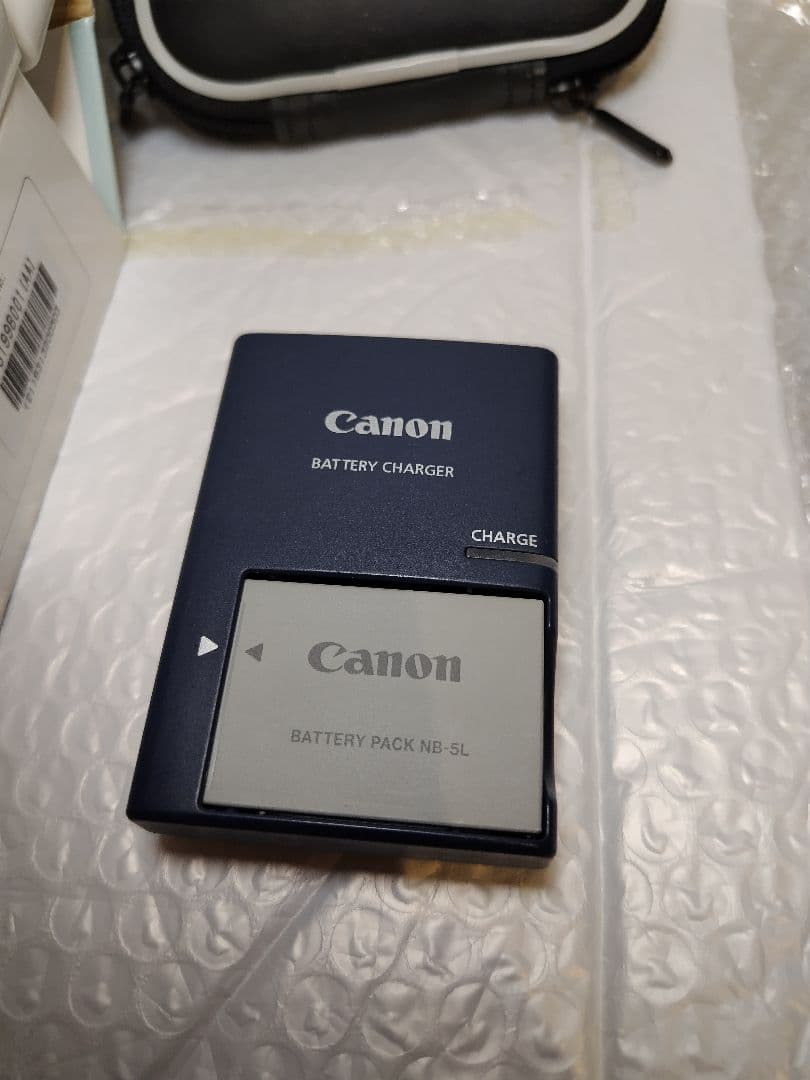 Canon
BATTERY CHARGER
CHARGE
Canon
BATTERY PACK NB-5L